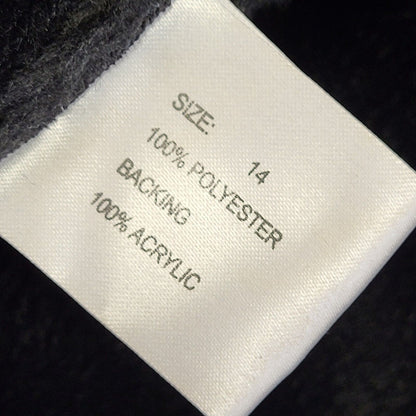 SIZE: 14
100% POLYESTER
BACKING
100% ACRYLIC